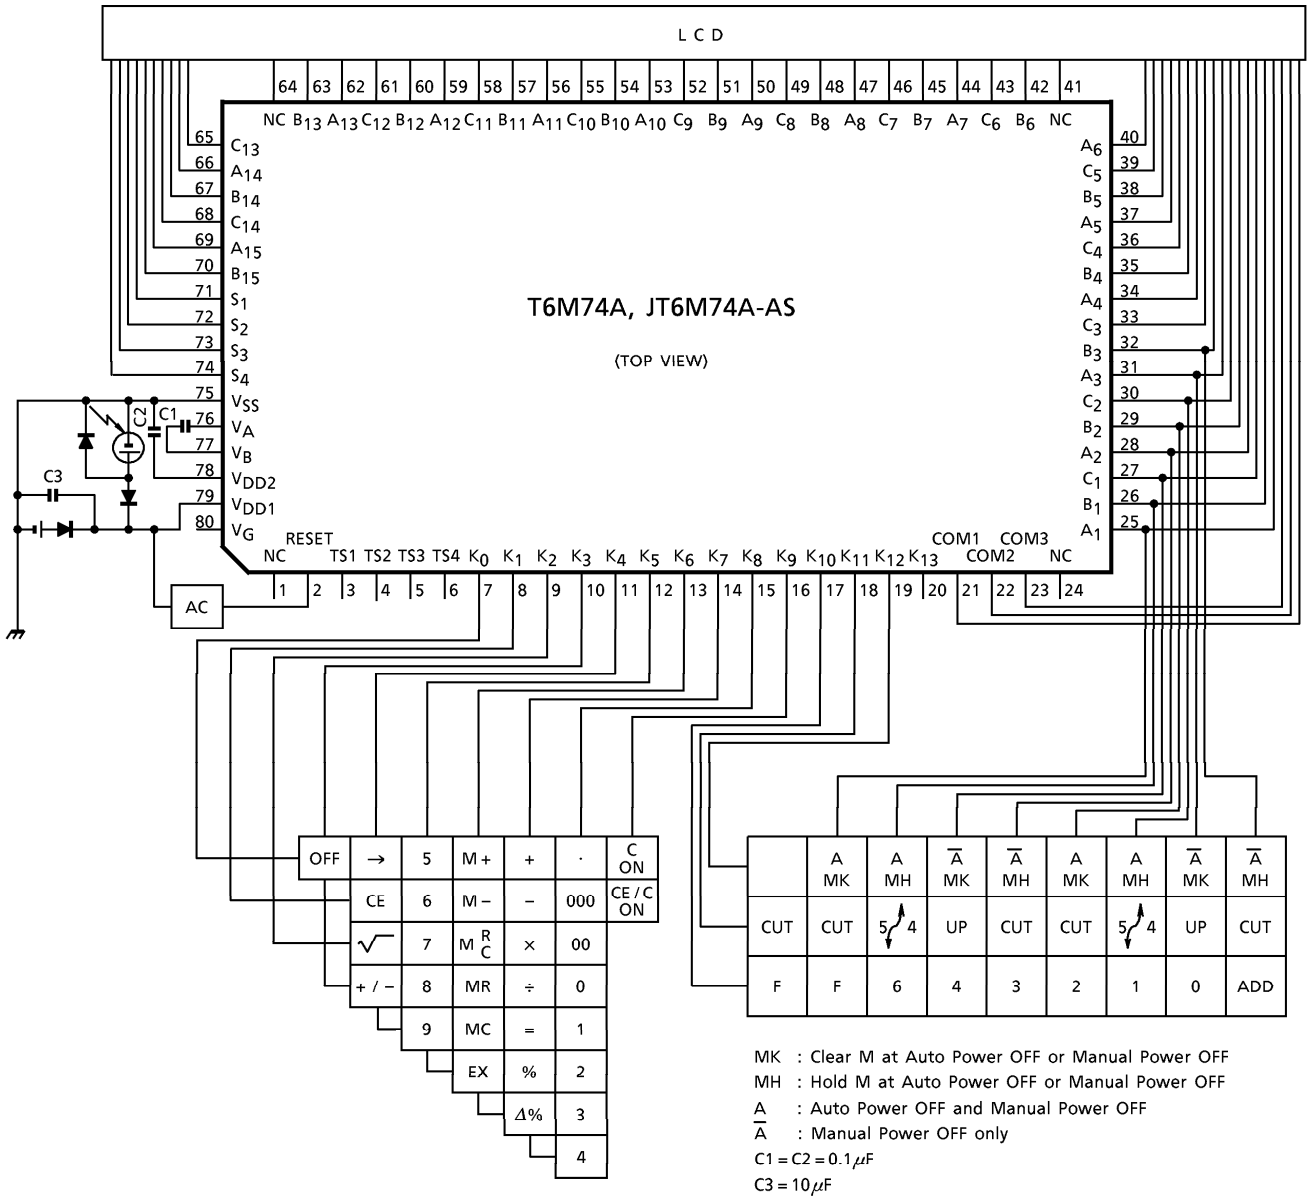 L C D
64 63 62 61 60 59 58 57 56 55 54 53 52 51 50 49 48 47 46 45 44 43 42 41
NC B13 A13 C12 B12 A12 C11 B11 A11 C10 B10 A10 C9 B9 A9 C8 B8 A8 C7 B7 A7 C6 B6 NC
65 C13 A6 40
66 A14 C5 39
67 B14 B5 38
68 C14 A5 37
69 A15 C4 36
70 B15 B4 35
71 S1 A4 34
T6M74A, JT6M74A-AS
72 S2 C3 33
73 S3 B3 32
(TOP VIEW)
74 S4 A3 31
75 VSS C2 30
C2 C1 76 VA B2 29
77 VB A2 28
C3 78 VDD2 C1 27
79 VDD1 B1 26
80 VG A1 25
RESET COM1 COM3
NC TS1 TS2 TS3 TS4 K0 K1 K2 K3 K4 K5 K6 K7 K8 K9 K10 K11 K12 K13 COM2 NC
1 2 3 4 5 6 7 8 9 10 11 12 13 14 15 16 17 18 19 20 21 22 23 24
AC
OFF → 5 M+ + · C ON
CE 6 M− − 000 CE / C ON
√ 7 M R C × 00
+ / − 8 MR ÷ 0
9 MC = 1
EX % 2
Δ% 3
4
A A A̅ A̅ A A A̅ A̅
MK MH MK MH MK MH MK MH
CUT CUT 5 4 UP CUT CUT 5 4 UP CUT
F F 6 4 3 2 1 0 ADD
MK : Clear M at Auto Power OFF or Manual Power OFF
MH : Hold M at Auto Power OFF or Manual Power OFF
A : Auto Power OFF and Manual Power OFF
A̅ : Manual Power OFF only
C1 = C2 = 0.1 μF
C3 = 10 μF